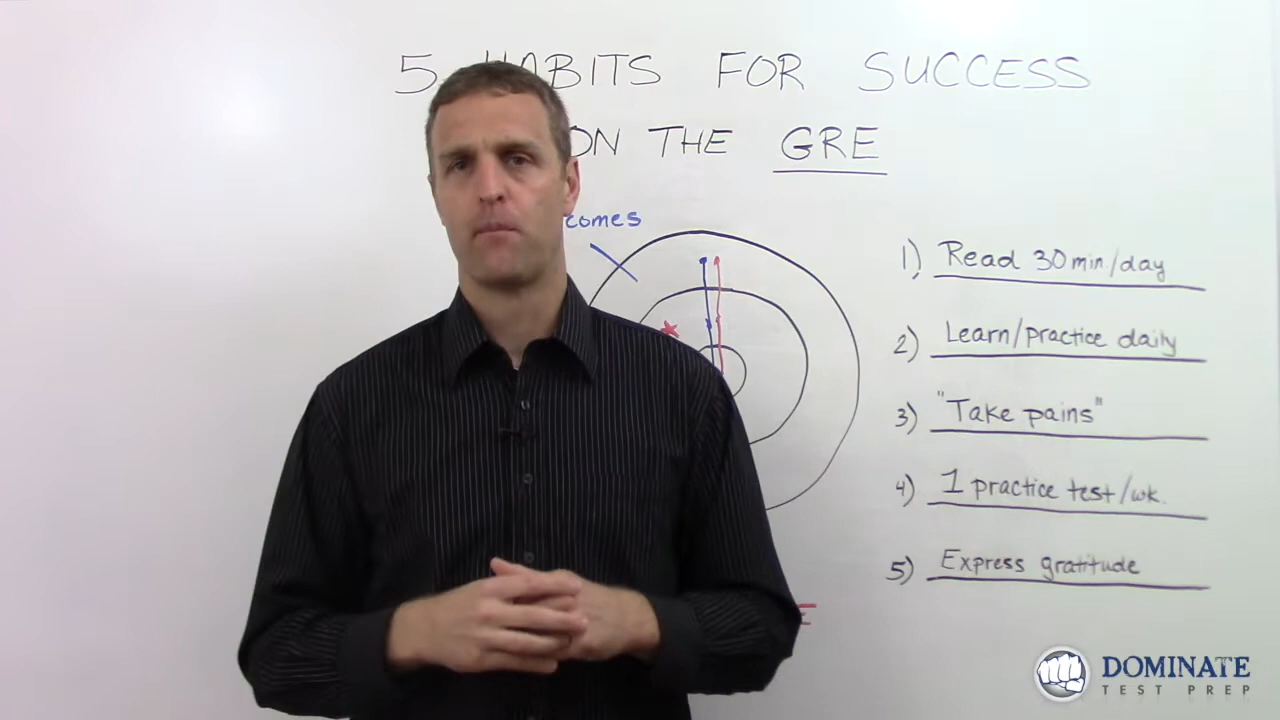 5 HABITS FOR SUCCESS
ON THE GRE
comes
1) Read 30 min./day
2) Learn/practice daily
3) "Take pains"
4) 1 practice test/wk.
5) Express gratitude
DOMINATE
TEST PREP